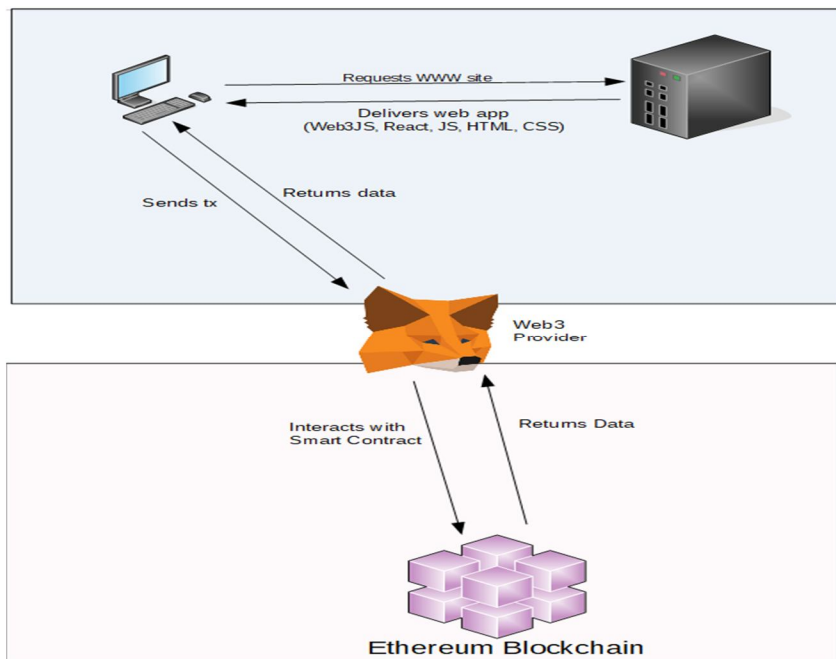 Requests WWW site
Delivers web app
(Web3JS, React, JS, HTML, CSS)
Returns data
Sends tx
Web3
Provider
Interacts with
Smart Contract
Returns Data
Ethereum Blockchain